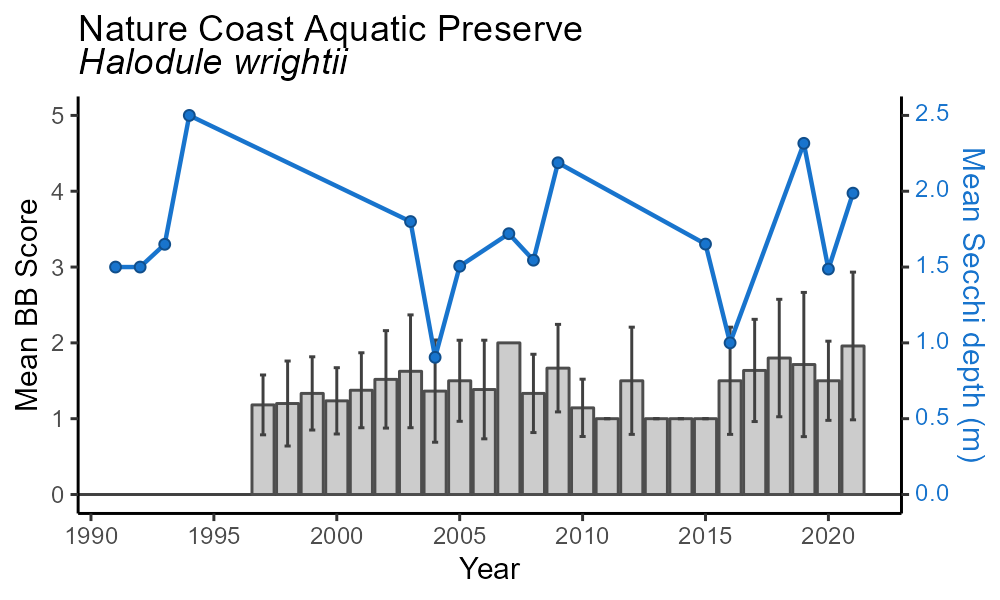 Nature Coast Aquatic Preserve
Halodule wrightii
Mean BB Score
5
4
3
2
1
0
2.5
2.0
1.5
1.0
0.5
0.0
Mean Secchi depth (m)
1990 1995 2000 2005 2010 2015 2020
Year